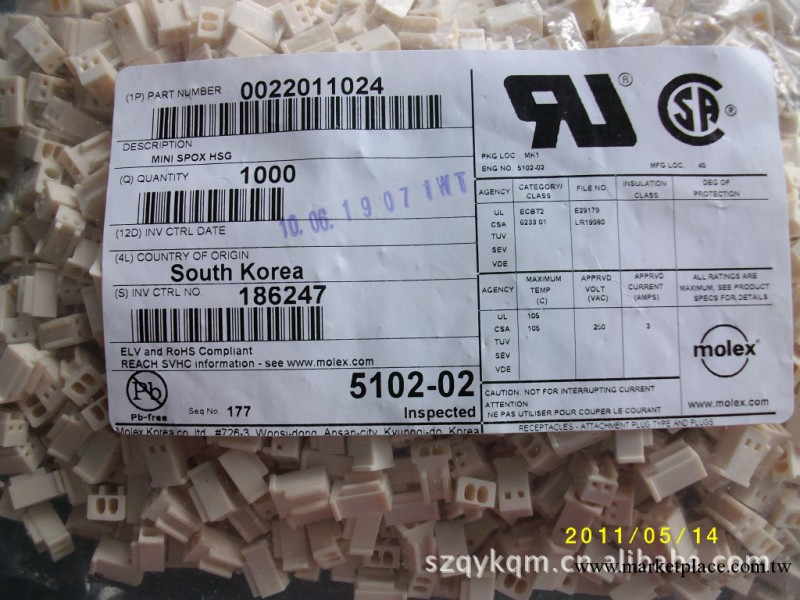 (1P) PART NUMBER 0022011024
DESCRIPTION
MINI SPOX HSG
(Q) QUANTITY 1000
10.06.19 07 1WT
(12D) INV CTRL DATE
(4L) COUNTRY OF ORIGIN
South Korea
(S) INV CTRL NO. 186247
ELV and RoHS Compliant
REACH SVHC information - see www.molex.com
Pb
Pb-free
Seq No. 177
5102-02
Inspected
Molex Korea co. ltd. #726-3, Wonsi-dong, Ansan-city, Kyunggi-do, Korea
RU ®
CSA ®
PKG LOC MK1
ENG NO. 5102-02 MFG LOC 40
AGENCY CATEGORY/ CLASS FILE NO. INSULATION CLASS DEG OF PROTECTION
UL ECBT2 E29179
CSA 6233 01 LR19980
TUV
SEV
VDE
AGENCY MAXIMUM TEMP (C) APPRVD VOLT (VAC) APPRVD CURRENT (AMPS) ALL RATINGS ARE MAXIMUM, SEE PRODUCT SPECS FOR DETAILS
UL 105
CSA 105 250 3
TUV
SEV
VDE
molex®
www.molex.com
CAUTION: NOT FOR INTERRUPTING CURRENT
ATTENTION:
NE PAS UTILISER POUR COUPER LE COURANT
RECEPTACLES - ATTACHMENT PLUG TYPE AND PLUGS
2011/05/14
szqykqm.cn.alibaba.com
www.marketplace.com.tw